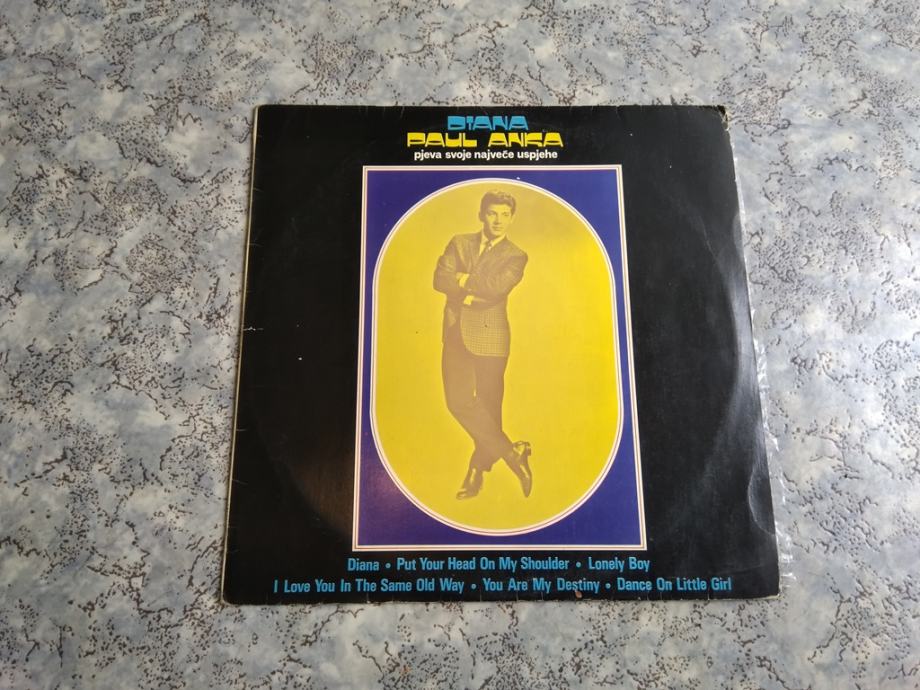 DIANA
PAUL ANKA
pjeva svoje največe uspjehe
Diana • Put Your Head On My Shoulder • Lonely Boy
I Love You In The Same Old Way • You Are My Destiny • Dance On Little Girl